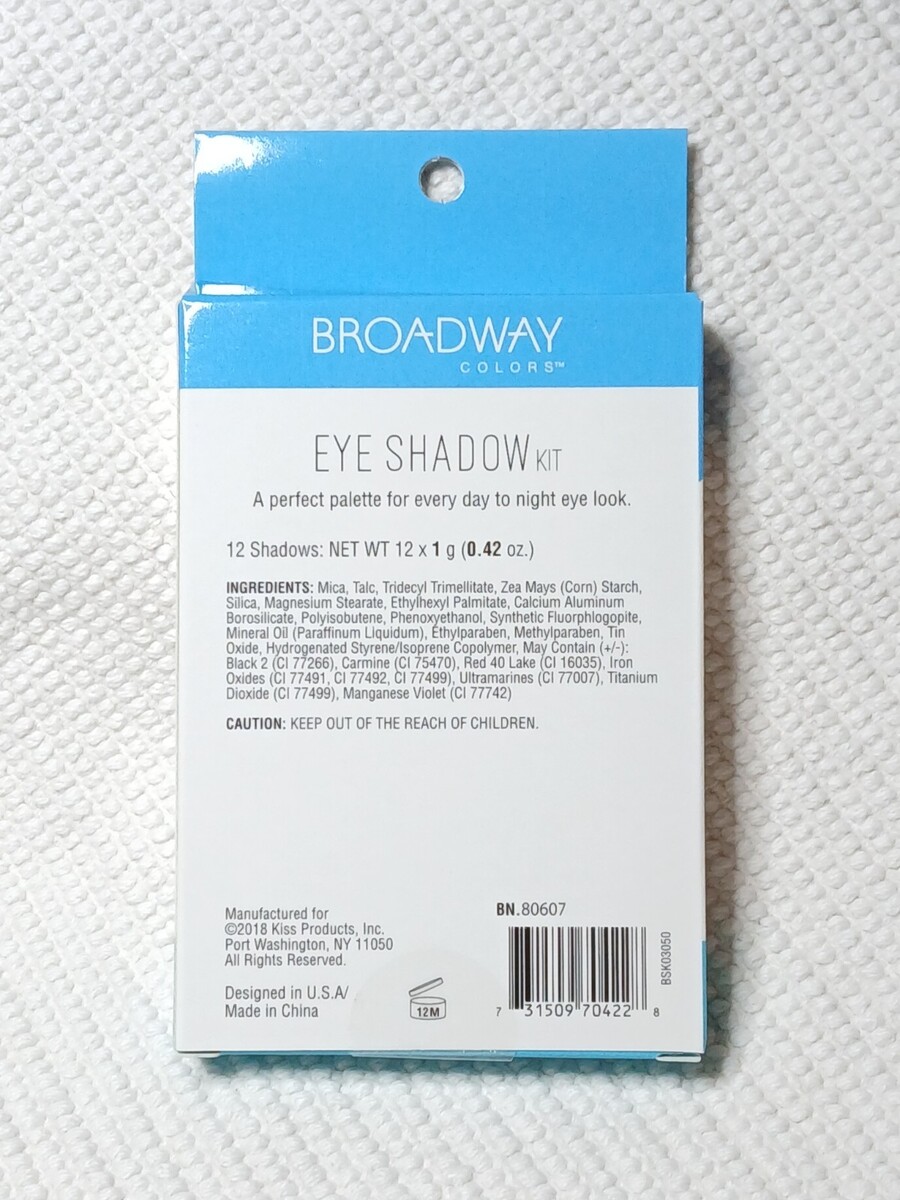 BROADWAY
COLORS™
EYE SHADOW KIT
A perfect palette for every day to night eye look.
12 Shadows: NET WT 12 x 1 g (0.42 oz.)
INGREDIENTS: Mica, Talc, Tridecyl Trimellitate, Zea Mays (Corn) Starch,
Silica, Magnesium Stearate, Ethylhexyl Palmitate, Calcium Aluminum
Borosilicate, Polyisobutene, Phenoxyethanol, Synthetic Fluorphlogopite,
Mineral Oil (Paraffinum Liquidum), Ethylparaben, Methylparaben, Tin
Oxide, Hydrogenated Styrene/Isoprene Copolymer, May Contain (+/-):
Black 2 (CI 77266), Carmine (CI 75470), Red 40 Lake (CI 16035), Iron
Oxides (CI 77491, CI 77492, CI 77499), Ultramarines (CI 77007), Titanium
Dioxide (CI 77499), Manganese Violet (CI 77742)
CAUTION: KEEP OUT OF THE REACH OF CHILDREN.
Manufactured for
©2018 Kiss Products, Inc.
Port Washington, NY 11050
All Rights Reserved.
Designed in U.S.A/
Made in China
12M
BN.80607
7 31509 70422 8
BSK03050